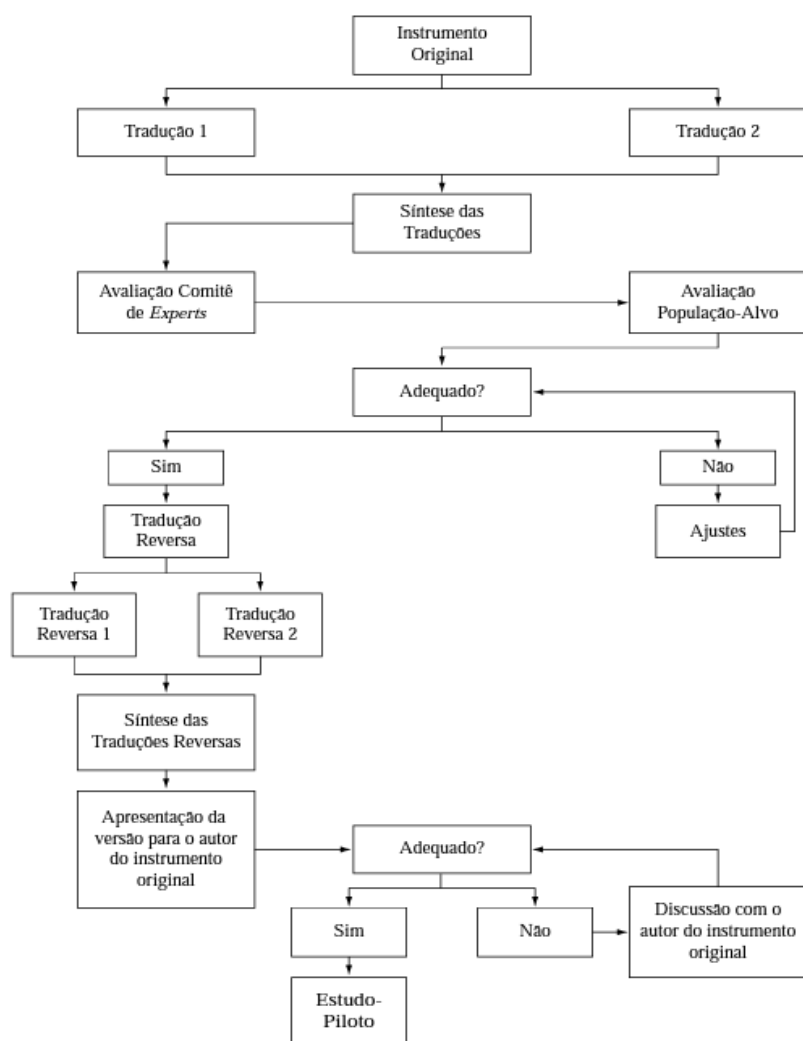 Instrumento
Original
Tradução 1
Tradução 2
Síntese das
Traduções
Avaliação Comitê
de Experts
Avaliação
População-Alvo
Adequado?
Sim
Não
Tradução
Reversa
Ajustes
Tradução
Reversa 1
Tradução
Reversa 2
Síntese das
Traduções Reversas
Apresentação da
versão para o autor
do instrumento
original
Adequado?
Sim
Não
Discussão com o
autor do instrumento
original
Estudo-
Piloto